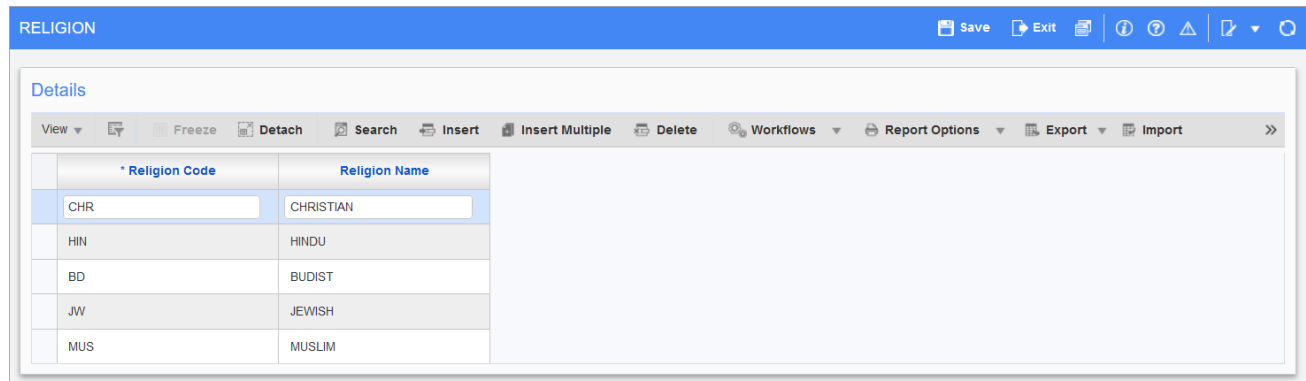 RELIGION Save Exit
Details
View Freeze Detach Search Insert Insert Multiple Delete Workflows Report Options Export Import
* Religion Code Religion Name
CHR CHRISTIAN
HIN HINDU
BD BUDIST
JW JEWISH
MUS MUSLIM